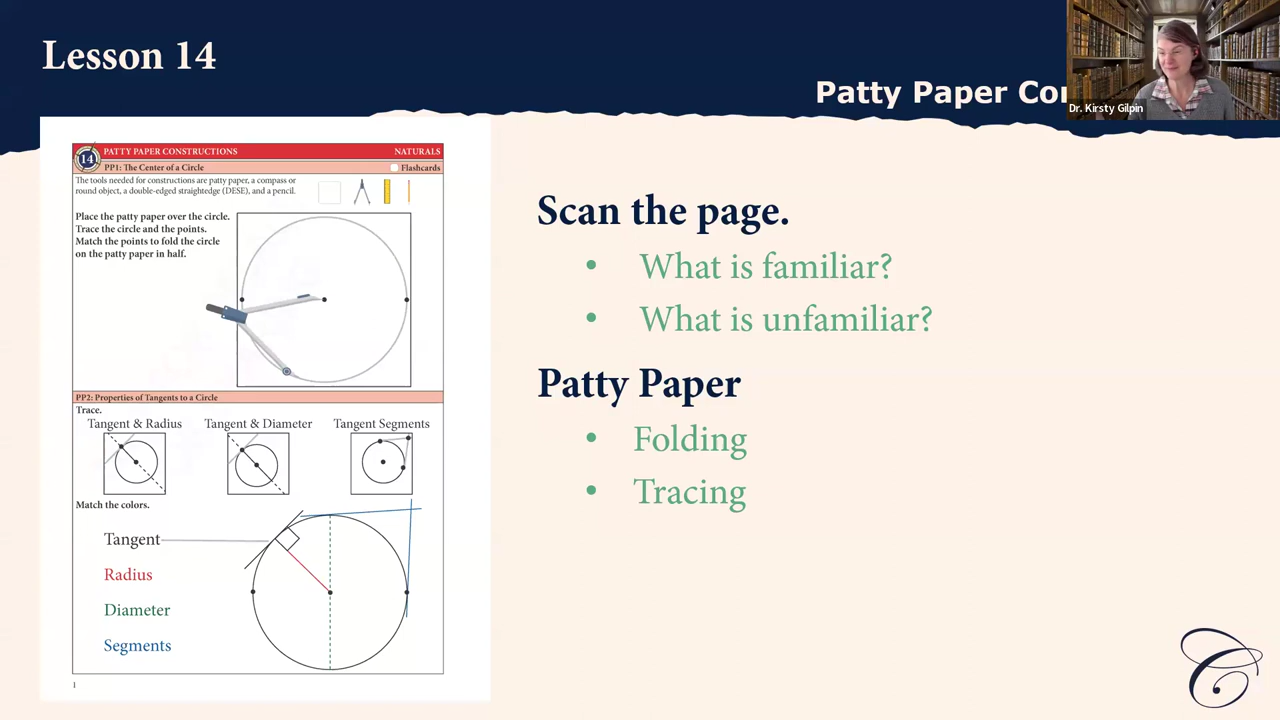 Lesson 14
Patty Paper Co
Dr. Kirsty Gilpin
14
PATTY PAPER CONSTRUCTIONS
NATURALS
PP1: The Center of a Circle
Flashcards
The tools needed for constructions are patty paper, a compass or
round object, a double-edged straightedge (DESE), and a pencil.
Place the patty paper over the circle.
Trace the circle and the points.
Match the points to fold the circle
on the patty paper in half.
PP2: Properties of Tangents to a Circle
Trace.
Tangent & Radius
Tangent & Diameter
Tangent Segments
Match the colors.
Tangent
Radius
Diameter
Segments
1
Scan the page.
• What is familiar?
• What is unfamiliar?
Patty Paper
• Folding
• Tracing
C